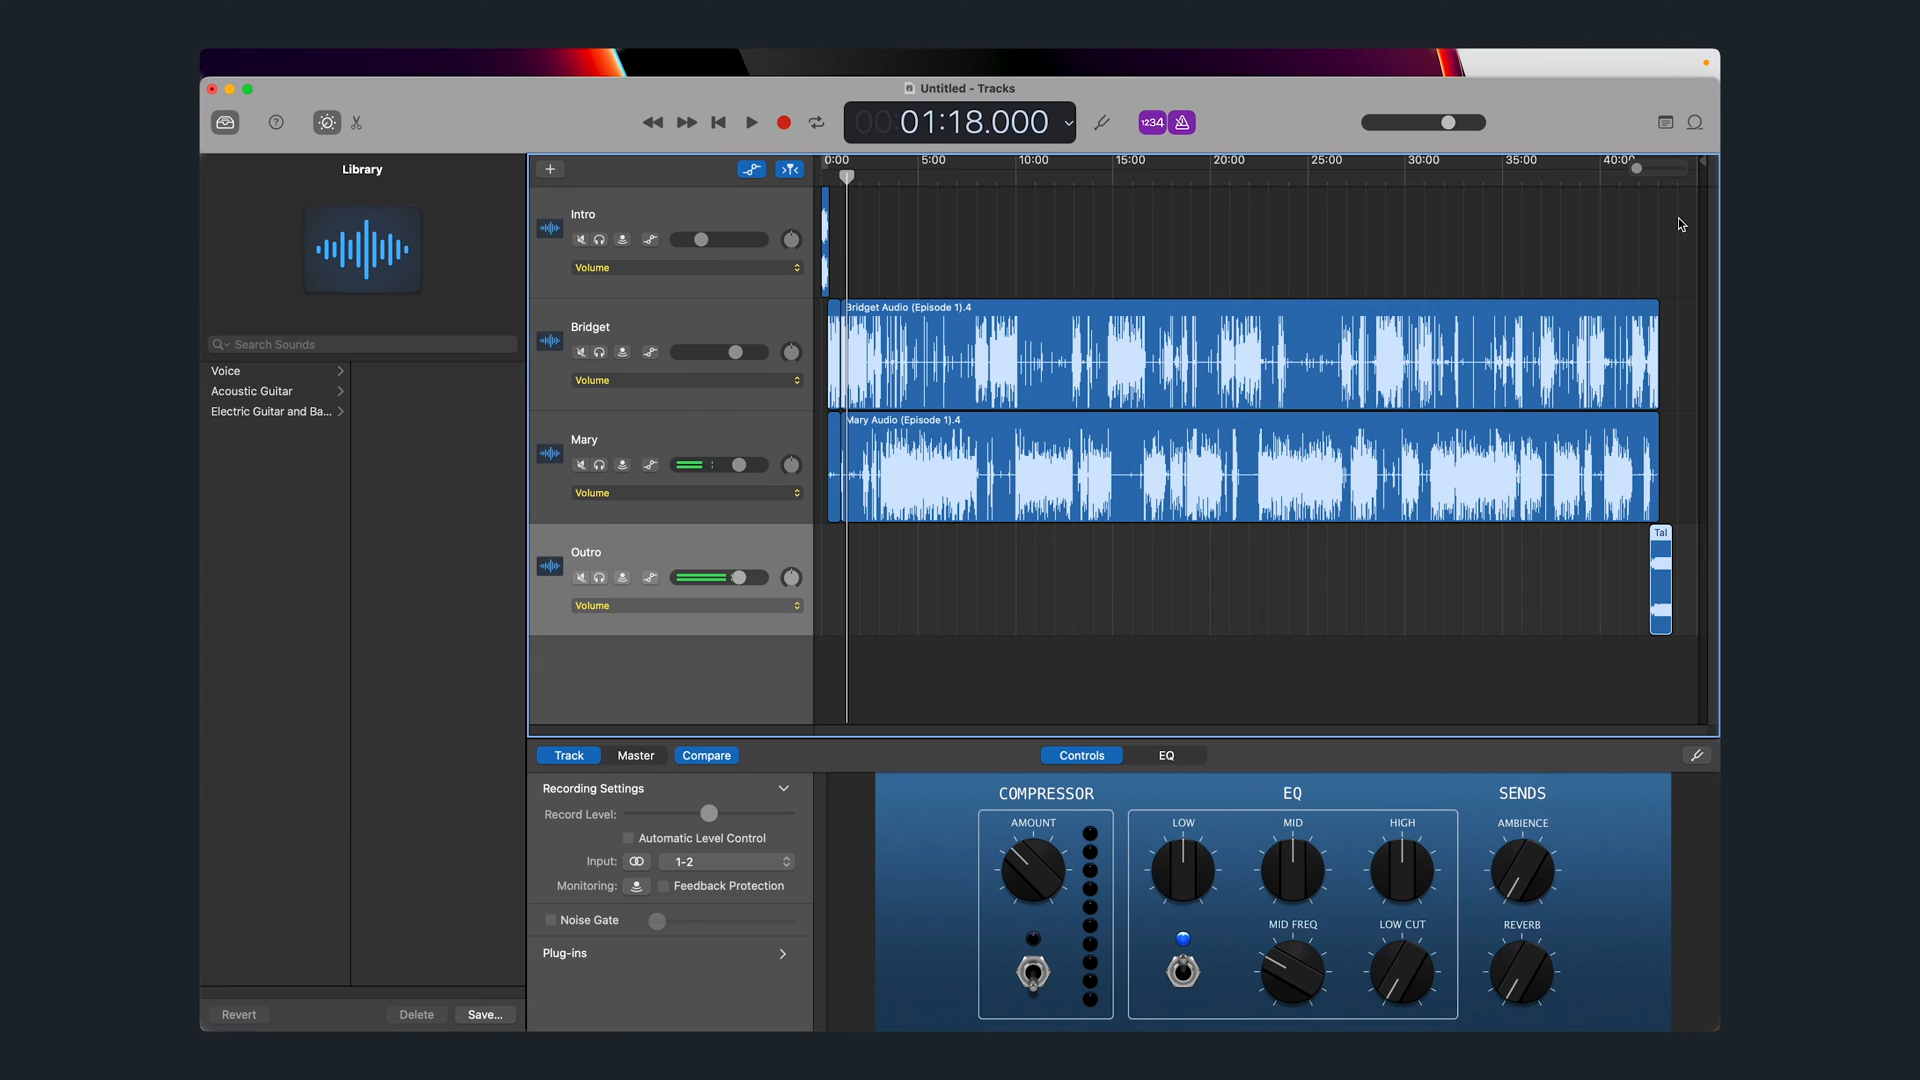 Untitled - Tracks
00:01:18.000
1234
Library
Search Sounds
Voice
Acoustic Guitar
Electric Guitar and Ba...
Revert
Delete
Save...
0:00
5:00
10:00
15:00
20:00
25:00
30:00
35:00
40:00
Intro
Volume
Bridget
Volume
Bridget Audio (Episode 1).4
Mary
Volume
Mary Audio (Episode 1).4
Outro
Volume
Tal
Track
Master
Compare
Controls
EQ
Recording Settings
Record Level:
Automatic Level Control
Input:
1-2
Monitoring:
Feedback Protection
Noise Gate
Plug-ins
COMPRESSOR
EQ
SENDS
AMOUNT
LOW
MID
HIGH
AMBIENCE
MID FREQ
LOW CUT
REVERB